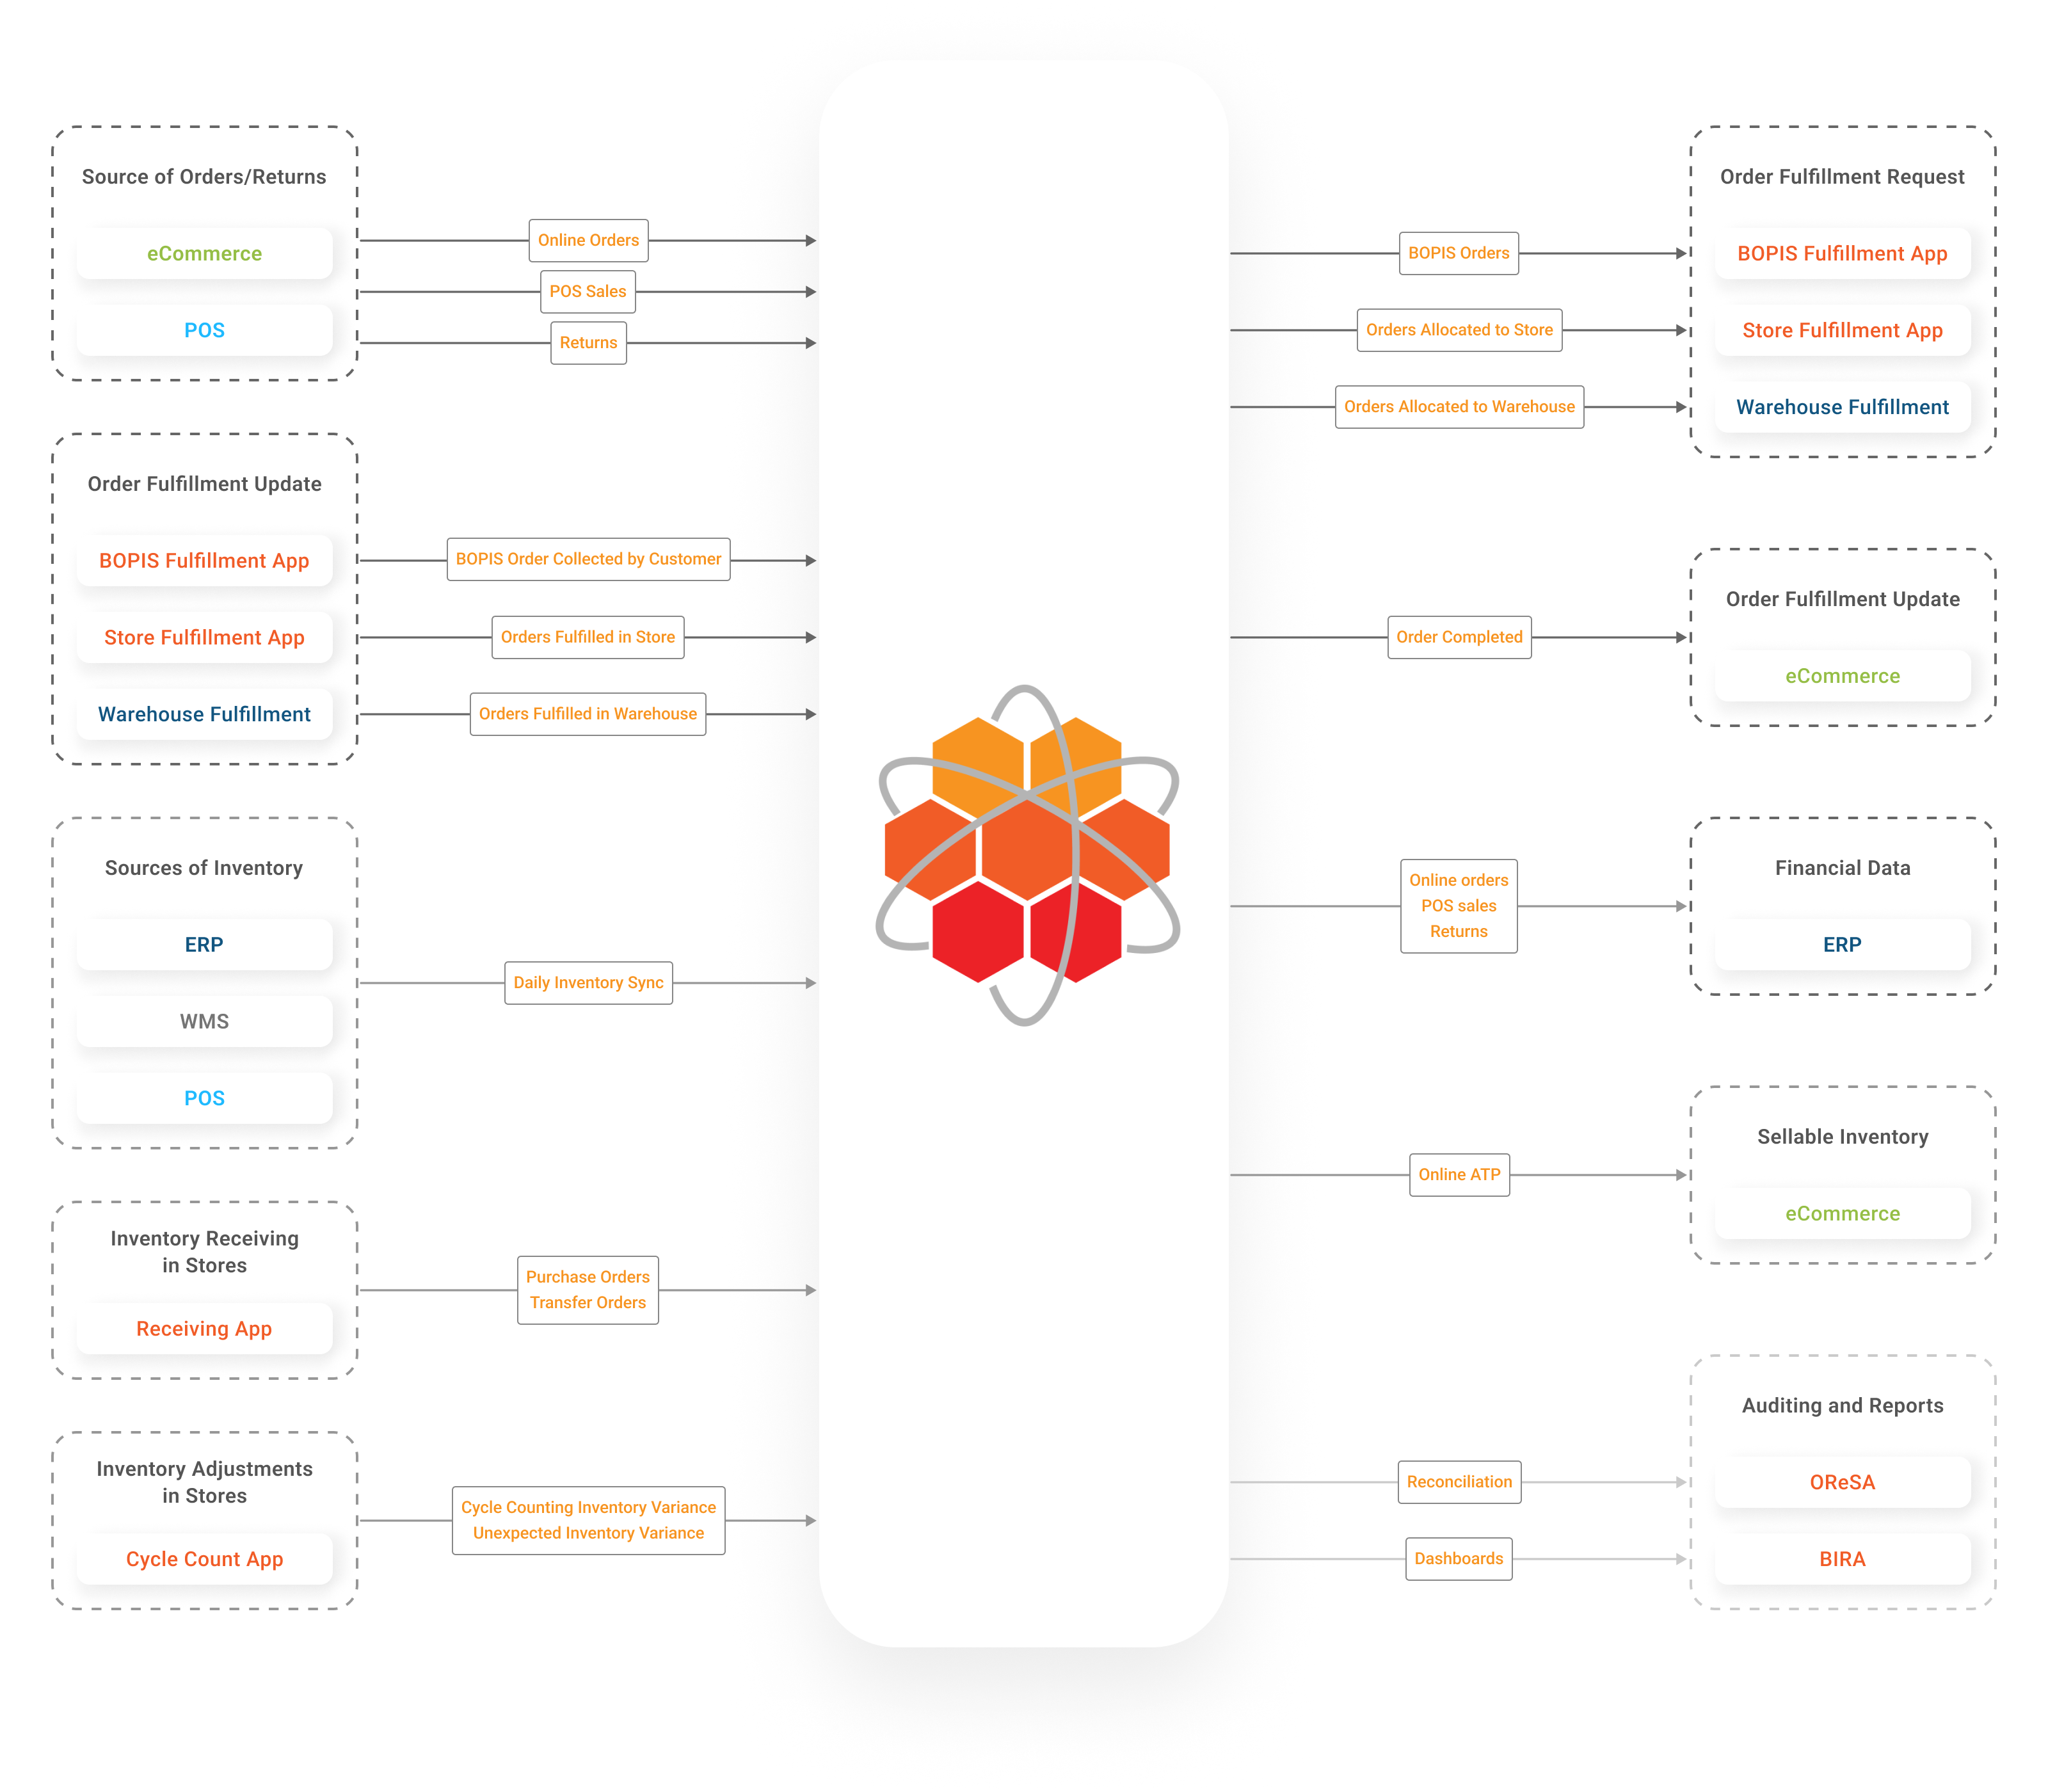 Source of Orders/Returns
eCommerce
POS
Online Orders
POS Sales
Returns
Order Fulfillment Update
BOPIS Fulfillment App
Store Fulfillment App
Warehouse Fulfillment
BOPIS Order Collected by Customer
Orders Fulfilled in Store
Orders Fulfilled in Warehouse
Sources of Inventory
ERP
WMS
POS
Daily Inventory Sync
Inventory Receiving
in Stores
Receiving App
Purchase Orders
Transfer Orders
Inventory Adjustments
in Stores
Cycle Count App
Cycle Counting Inventory Variance
Unexpected Inventory Variance
BOPIS Orders
Orders Allocated to Store
Orders Allocated to Warehouse
Order Fulfillment Request
BOPIS Fulfillment App
Store Fulfillment App
Warehouse Fulfillment
Order Completed
Order Fulfillment Update
eCommerce
Online orders
POS sales
Returns
Financial Data
ERP
Online ATP
Sellable Inventory
eCommerce
Reconciliation
Dashboards
Auditing and Reports
OReSA
BIRA